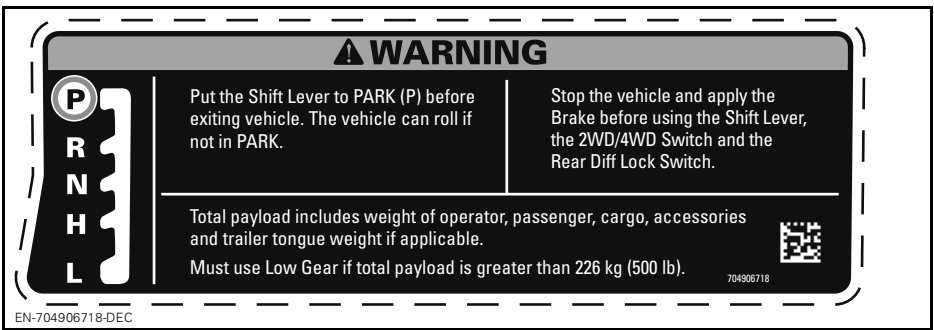 WARNING
P
R
N
H
L
Put the Shift Lever to PARK (P) before
exiting vehicle. The vehicle can roll if
not in PARK.
Stop the vehicle and apply the
Brake before using the Shift Lever,
the 2WD/4WD Switch and the
Rear Diff Lock Switch.
Total payload includes weight of operator, passenger, cargo, accessories
and trailer tongue weight if applicable.
Must use Low Gear if total payload is greater than 226 kg (500 lb).
704906718
EN-704906718-DEC